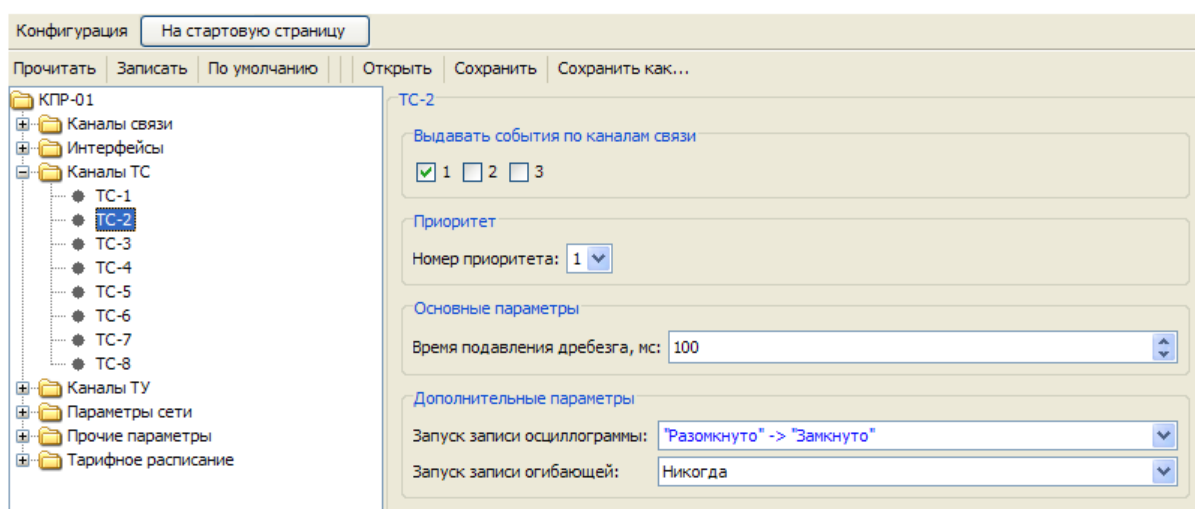 Конфигурация На стартовую страницу
Прочитать Записать По умолчанию Открыть Сохранить Сохранить как...
КПР-01
Каналы связи
Интерфейсы
Каналы ТС
ТС-1
ТС-2
ТС-3
ТС-4
ТС-5
ТС-6
ТС-7
ТС-8
Каналы ТУ
Параметры сети
Прочие параметры
Тарифное расписание
ТС-2
Выдавать события по каналам связи
1 2 3
Приоритет
Номер приоритета: 1
Основные параметры
Время подавления дребезга, мс: 100
Дополнительные параметры
Запуск записи осциллограммы: "Разомкнуто" -> "Замкнуто"
Запуск записи огибающей: Никогда